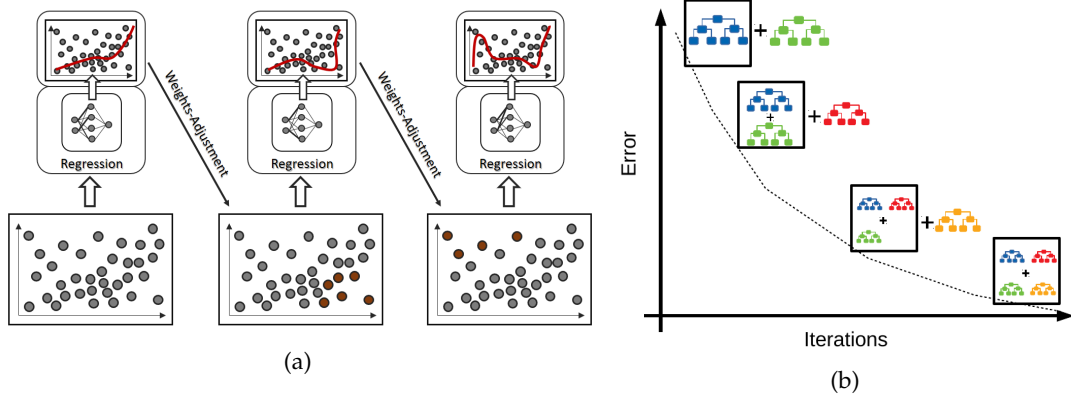 Regression
Weights-Adjustment
Regression
Weights-Adjustment
Regression
(a)
Error
+
+
+
+
+
+
Iterations
(b)